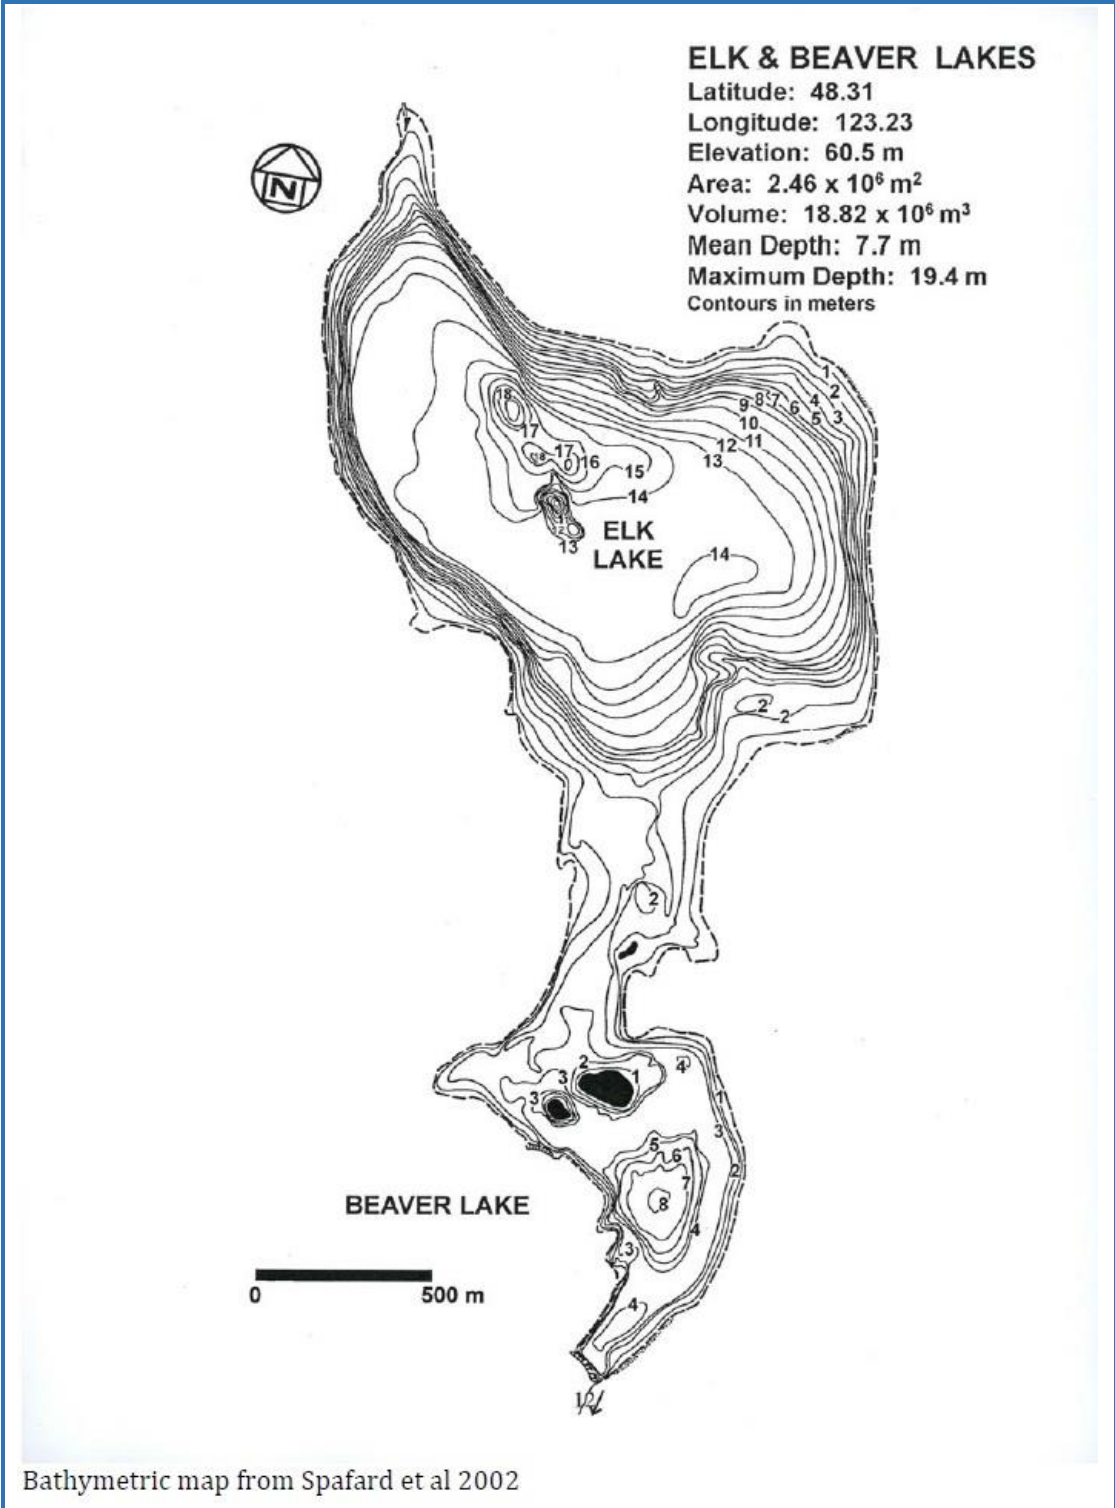 ELK & BEAVER LAKES
Latitude: 48.31
Longitude: 123.23
Elevation: 60.5 m
Area: 2.46 x 10⁶ m²
Volume: 18.82 x 10⁶ m³
Mean Depth: 7.7 m
Maximum Depth: 19.4 m
Contours in meters
N
1
2
3
4
5
6
7
8
9
10
11
12
13
18
17
18
17
16
15
14
12
13
ELK
LAKE
14
2
2
2
2
1
3
3
4
1
3
2
5
6
7
8
4
3
4
BEAVER LAKE
0 500 m
Bathymetric map from Spafard et al 2002